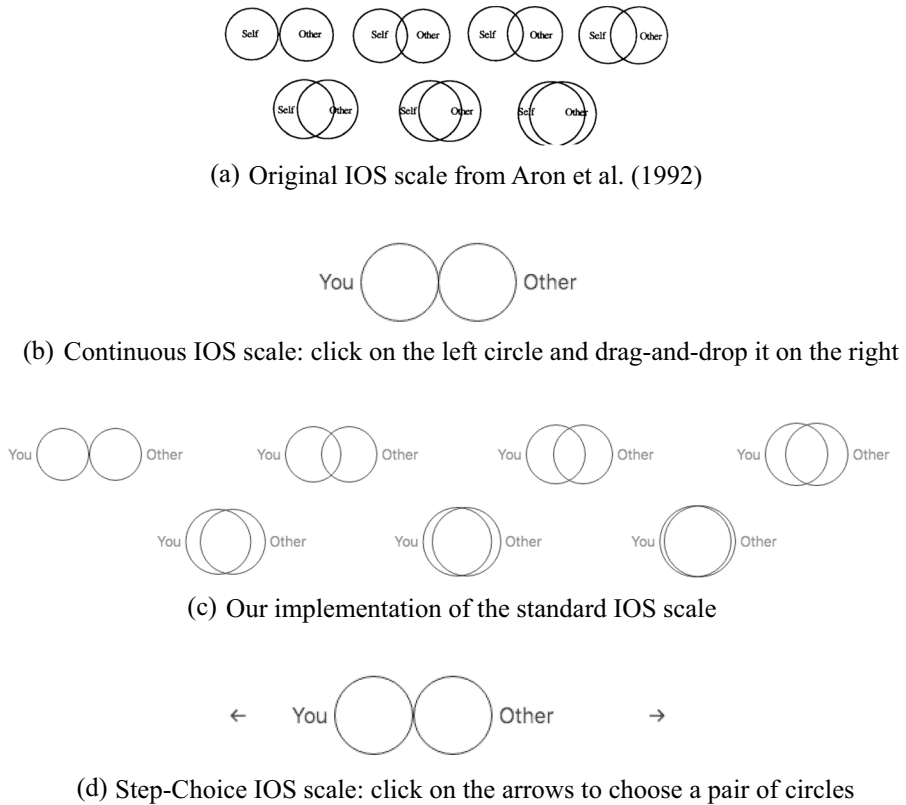 Self Other Self Other Self Other Self Other
Self Other Self Other Self Other
(a) Original IOS scale from Aron et al. (1992)
You Other
(b) Continuous IOS scale: click on the left circle and drag-and-drop it on the right
You Other You Other You Other You Other
You Other You Other You Other
(c) Our implementation of the standard IOS scale
← You Other →
(d) Step-Choice IOS scale: click on the arrows to choose a pair of circles